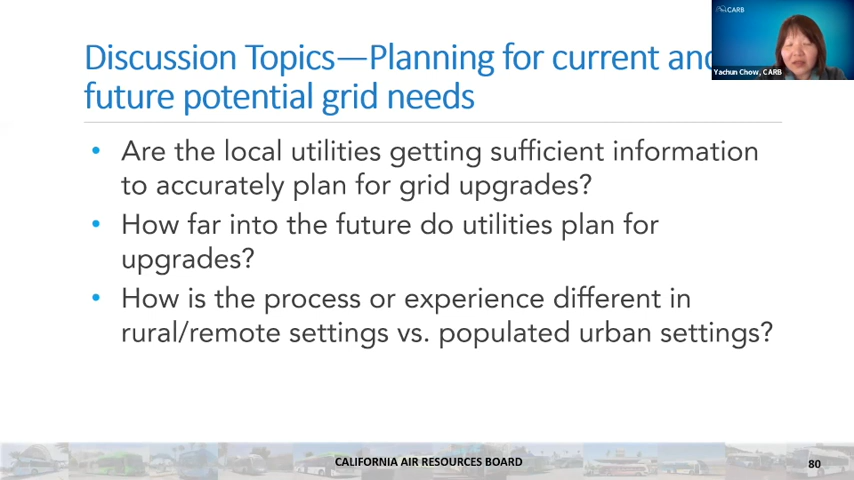 Discussion Topics—Planning for current and
future potential grid needs
CARB
Yachun Chow, CARB
• Are the local utilities getting sufficient information
to accurately plan for grid upgrades?
• How far into the future do utilities plan for
upgrades?
• How is the process or experience different in
rural/remote settings vs. populated urban settings?
CALIFORNIA AIR RESOURCES BOARD
80